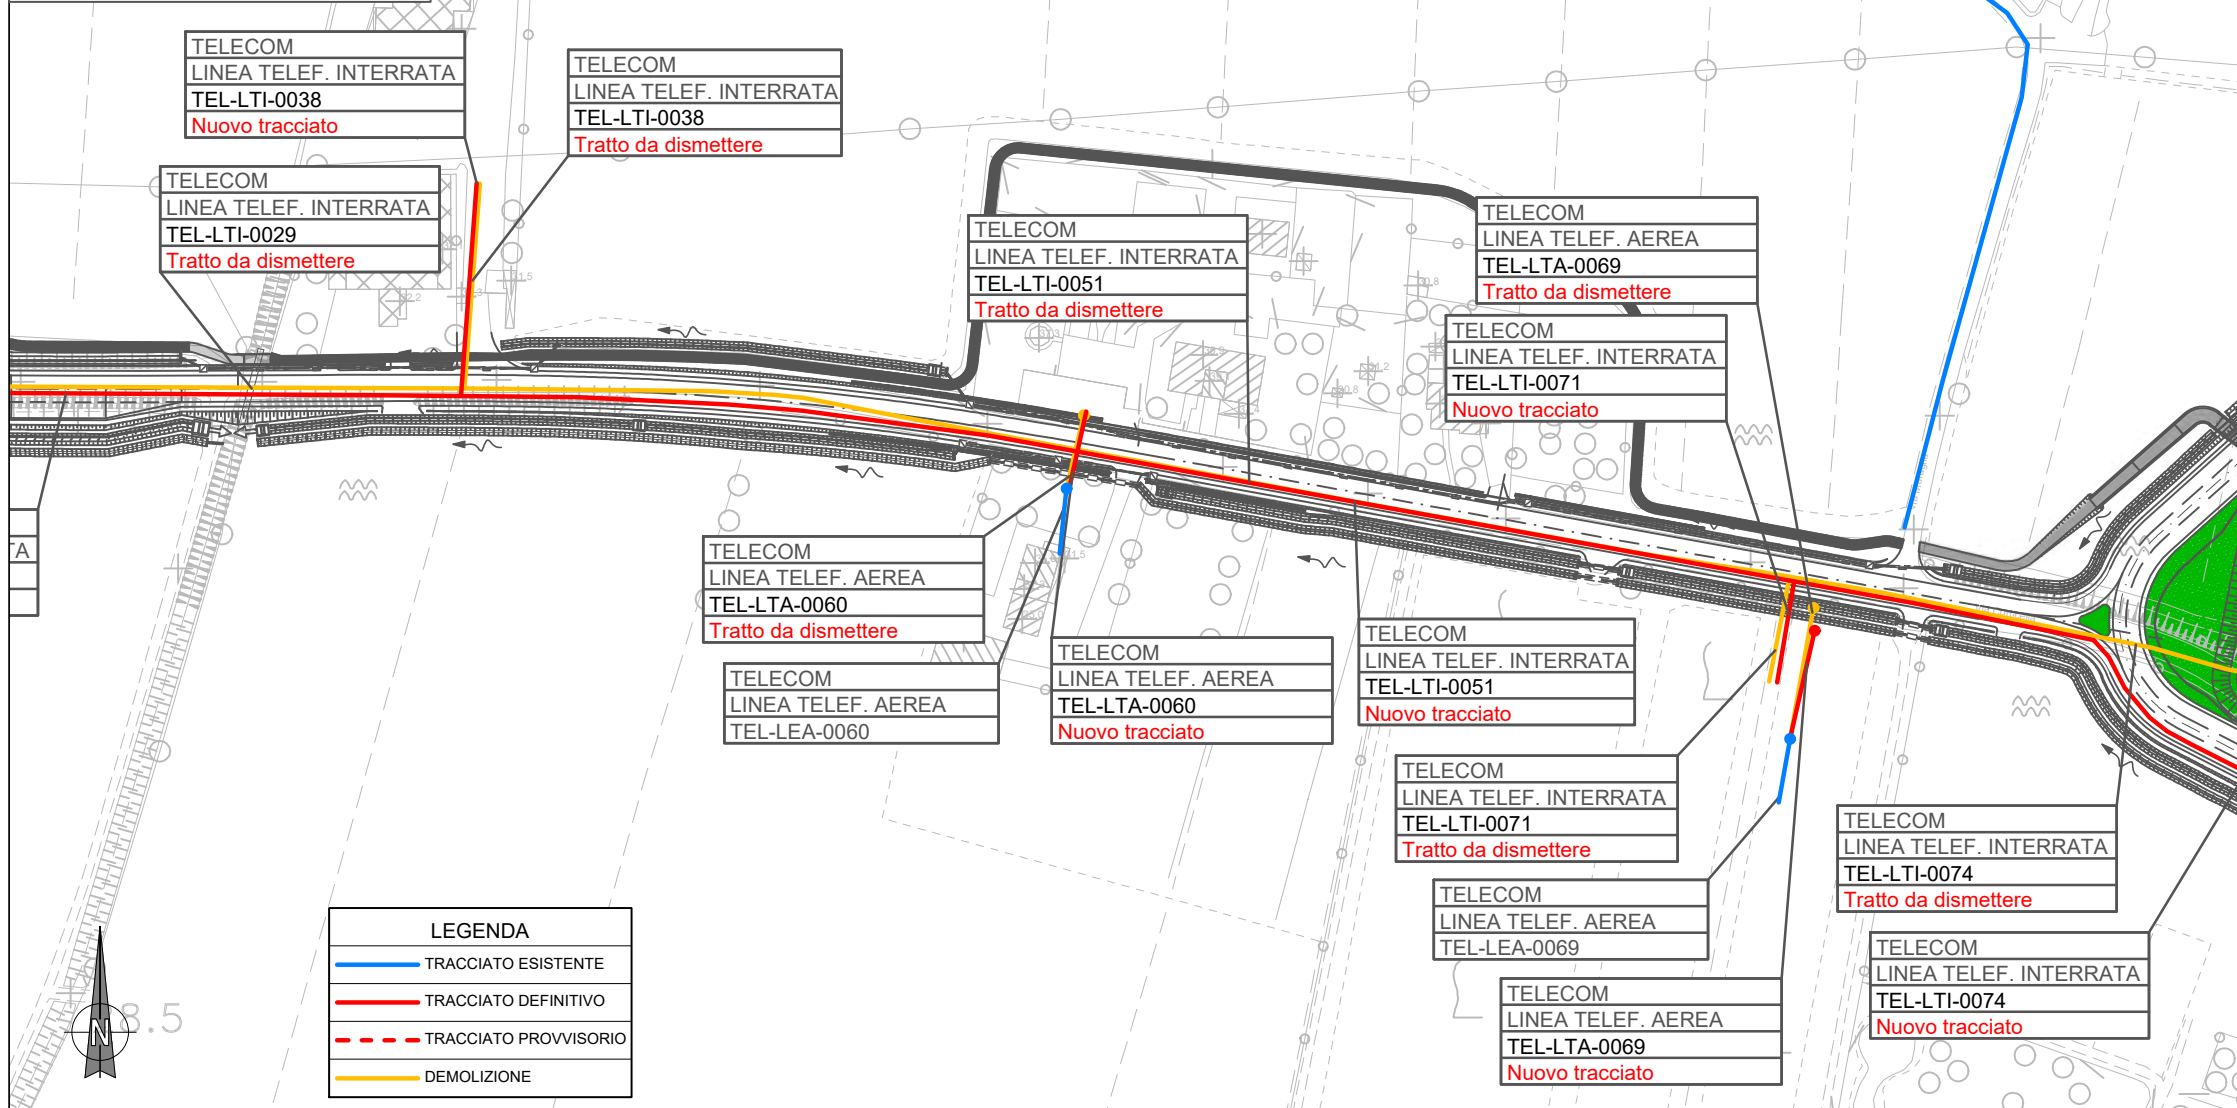 TELECOM
LINEA TELEF. INTERRATA
TEL-LTI-0038
Nuovo tracciato
TELECOM
LINEA TELEF. INTERRATA
TEL-LTI-0038
Tratto da dismettere
TELECOM
LINEA TELEF. INTERRATA
TEL-LTI-0029
Tratto da dismettere
TELECOM
LINEA TELEF. INTERRATA
TEL-LTI-0051
Tratto da dismettere
TELECOM
LINEA TELEF. AEREA
TEL-LTA-0069
Tratto da dismettere
TELECOM
LINEA TELEF. INTERRATA
TEL-LTI-0071
Nuovo tracciato
TA
TELECOM
LINEA TELEF. AEREA
TEL-LTA-0060
Tratto da dismettere
TELECOM
LINEA TELEF. AEREA
TEL-LEA-0060
TELECOM
LINEA TELEF. AEREA
TEL-LTA-0060
Nuovo tracciato
TELECOM
LINEA TELEF. INTERRATA
TEL-LTI-0051
Nuovo tracciato
TELECOM
LINEA TELEF. INTERRATA
TEL-LTI-0071
Tratto da dismettere
TELECOM
LINEA TELEF. INTERRATA
TEL-LTI-0074
Tratto da dismettere
TELECOM
LINEA TELEF. AEREA
TEL-LEA-0069
TELECOM
LINEA TELEF. INTERRATA
TEL-LTI-0074
Nuovo tracciato
TELECOM
LINEA TELEF. AEREA
TEL-LTA-0069
Nuovo tracciato
LEGENDA
TRACCIATO ESISTENTE
TRACCIATO DEFINITIVO
TRACCIATO PROVVISORIO
DEMOLIZIONE
N
8.5